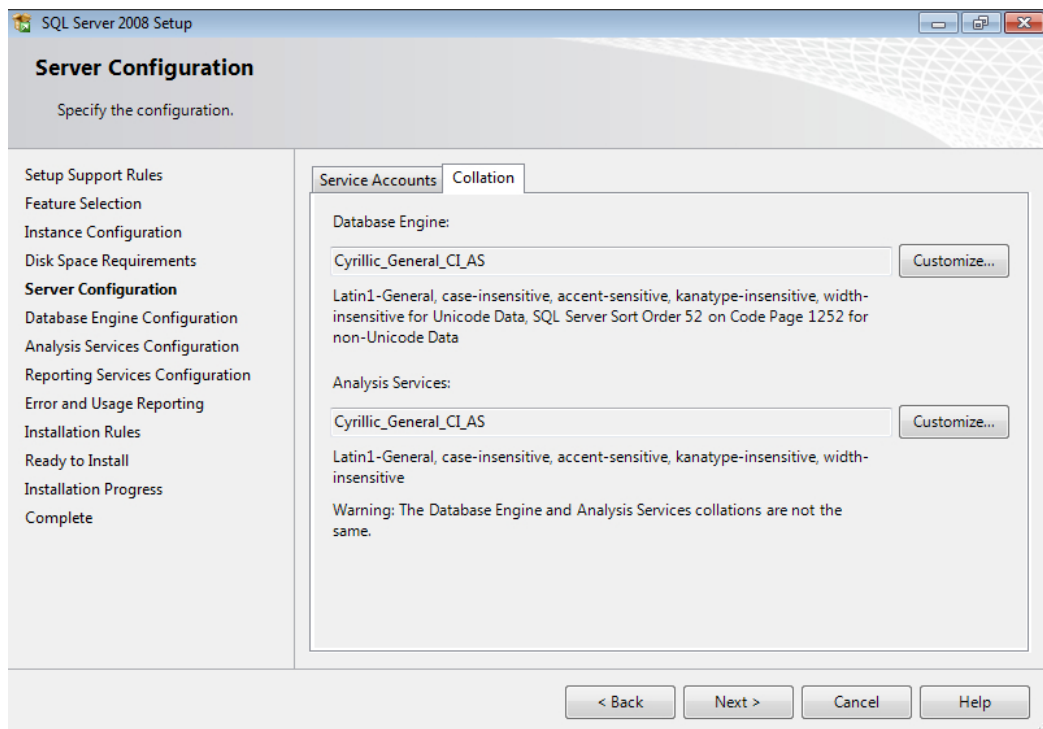 SQL Server 2008 Setup
Server Configuration
Specify the configuration.
Setup Support Rules
Feature Selection
Instance Configuration
Disk Space Requirements
Server Configuration
Database Engine Configuration
Analysis Services Configuration
Reporting Services Configuration
Error and Usage Reporting
Installation Rules
Ready to Install
Installation Progress
Complete
Service Accounts
Collation
Database Engine:
Cyrillic_General_CI_AS
Customize...
Latin1-General, case-insensitive, accent-sensitive, kanatype-insensitive, width-
insensitive for Unicode Data, SQL Server Sort Order 52 on Code Page 1252 for
non-Unicode Data
Analysis Services:
Cyrillic_General_CI_AS
Customize...
Latin1-General, case-insensitive, accent-sensitive, kanatype-insensitive, width-
insensitive
Warning: The Database Engine and Analysis Services collations are not the
same.
< Back
Next >
Cancel
Help